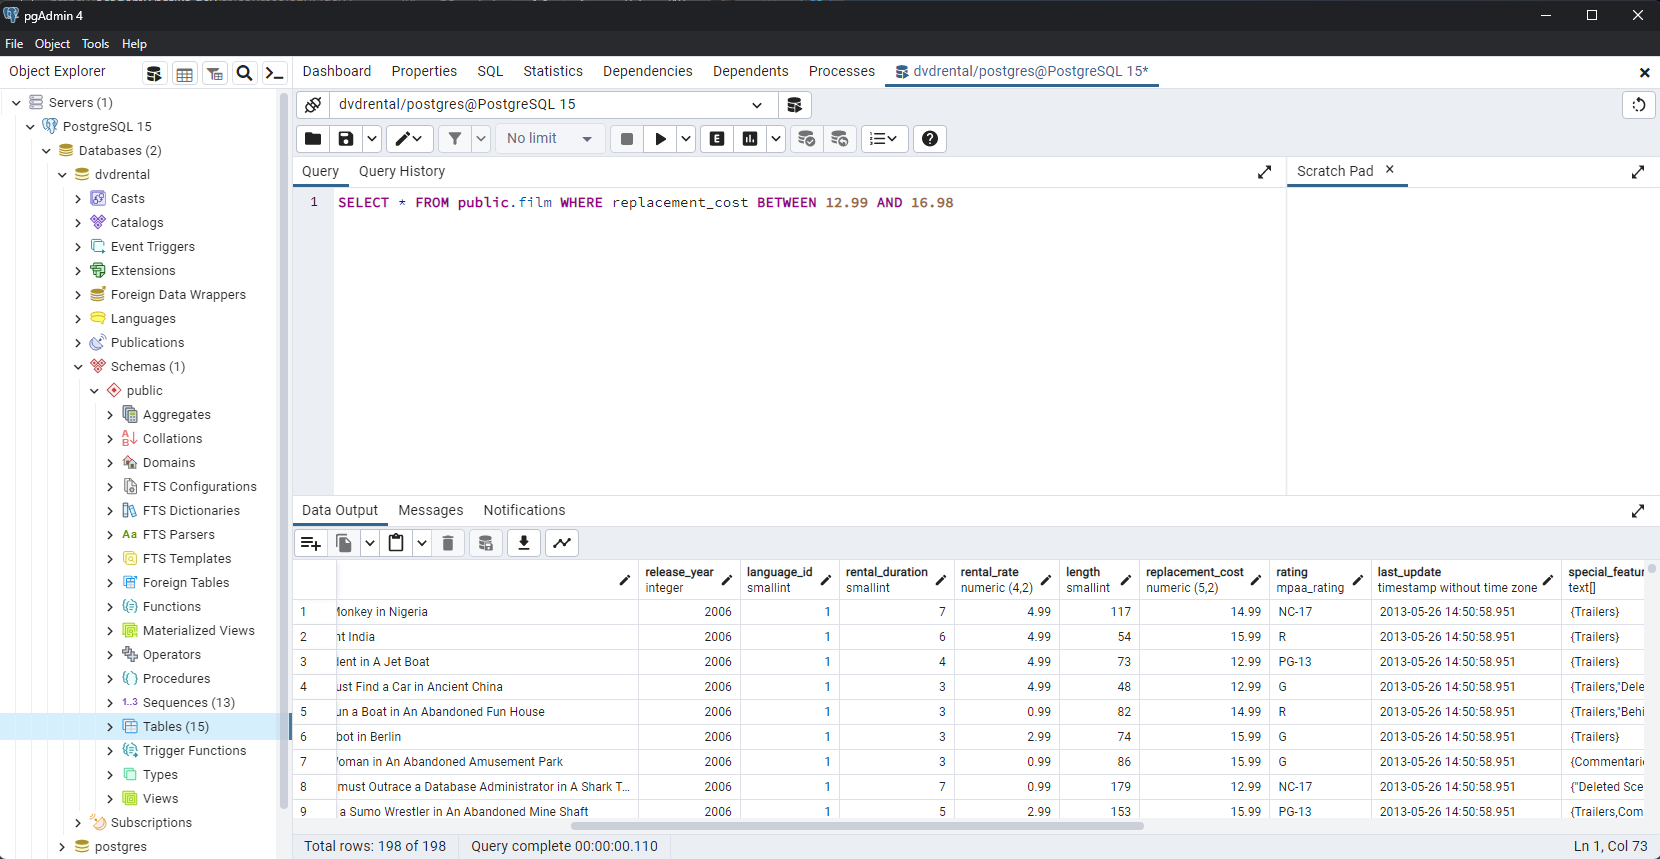 pgAdmin 4
File Object Tools Help
Object Explorer
Dashboard Properties SQL Statistics Dependencies Dependents Processes dvdrental/postgres@PostgreSQL 15*
Servers (1)
PostgreSQL 15
Databases (2)
dvdrental
Casts
Catalogs
Event Triggers
Extensions
Foreign Data Wrappers
Languages
Publications
Schemas (1)
public
Aggregates
Collations
Domains
FTS Configurations
FTS Dictionaries
FTS Parsers
FTS Templates
Foreign Tables
Functions
Materialized Views
Operators
Procedures
Sequences (13)
Tables (15)
Trigger Functions
Types
Views
Subscriptions
postgres
dvdrental/postgres@PostgreSQL 15
No limit
Query Query History
Scratch Pad
1 SELECT * FROM public.film WHERE replacement_cost BETWEEN 12.99 AND 16.98
Data Output Messages Notifications
release_year language_id rental_duration rental_rate length replacement_cost rating last_update special_featur
integer smallint smallint numeric (4,2) smallint numeric (5,2) mpaa_rating timestamp without time zone text[]
1 Monkey in Nigeria 2006 1 7 4.99 117 14.99 NC-17 2013-05-26 14:50:58.951 {Trailers}
2 nt India 2006 1 6 4.99 54 15.99 R 2013-05-26 14:50:58.951 {Trailers}
3 dent in A Jet Boat 2006 1 4 4.99 73 12.99 PG-13 2013-05-26 14:50:58.951 {Trailers}
4 ust Find a Car in Ancient China 2006 1 3 4.99 48 12.99 G 2013-05-26 14:50:58.951 {Trailers,"Dele
5 un a Boat in An Abandoned Fun House 2006 1 3 0.99 82 14.99 R 2013-05-26 14:50:58.951 {Trailers,"Behi
6 bot in Berlin 2006 1 3 2.99 74 15.99 G 2013-05-26 14:50:58.951 {Trailers}
7 Woman in An Abandoned Amusement Park 2006 1 3 0.99 86 15.99 G 2013-05-26 14:50:58.951 {Commentarie
8 must Outrace a Database Administrator in A Shark T... 2006 1 7 0.99 179 12.99 NC-17 2013-05-26 14:50:58.951 {"Deleted Sce
9 a Sumo Wrestler in An Abandoned Mine Shaft 2006 1 5 2.99 153 15.99 PG-13 2013-05-26 14:50:58.951 {Trailers,Com
Total rows: 198 of 198 Query complete 00:00:00.110 Ln 1, Col 73